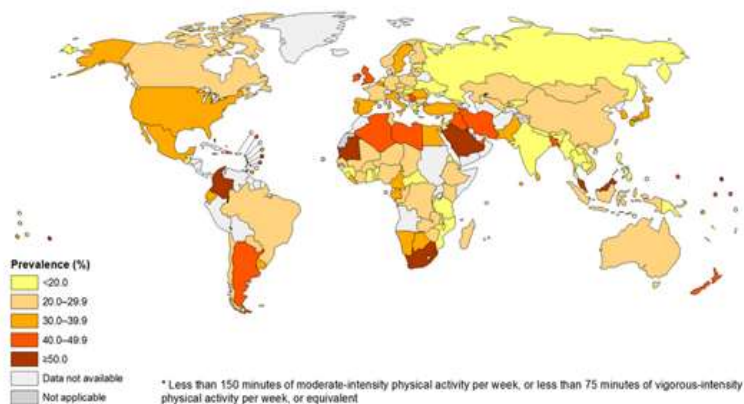 Prevalence (%)
<20.0
20.0–29.9
30.0–39.9
40.0–49.9
≥50.0
Data not available
Not applicable
* Less than 150 minutes of moderate-intensity physical activity per week, or less than 75 minutes of vigorous-intensity
physical activity per week, or equivalent